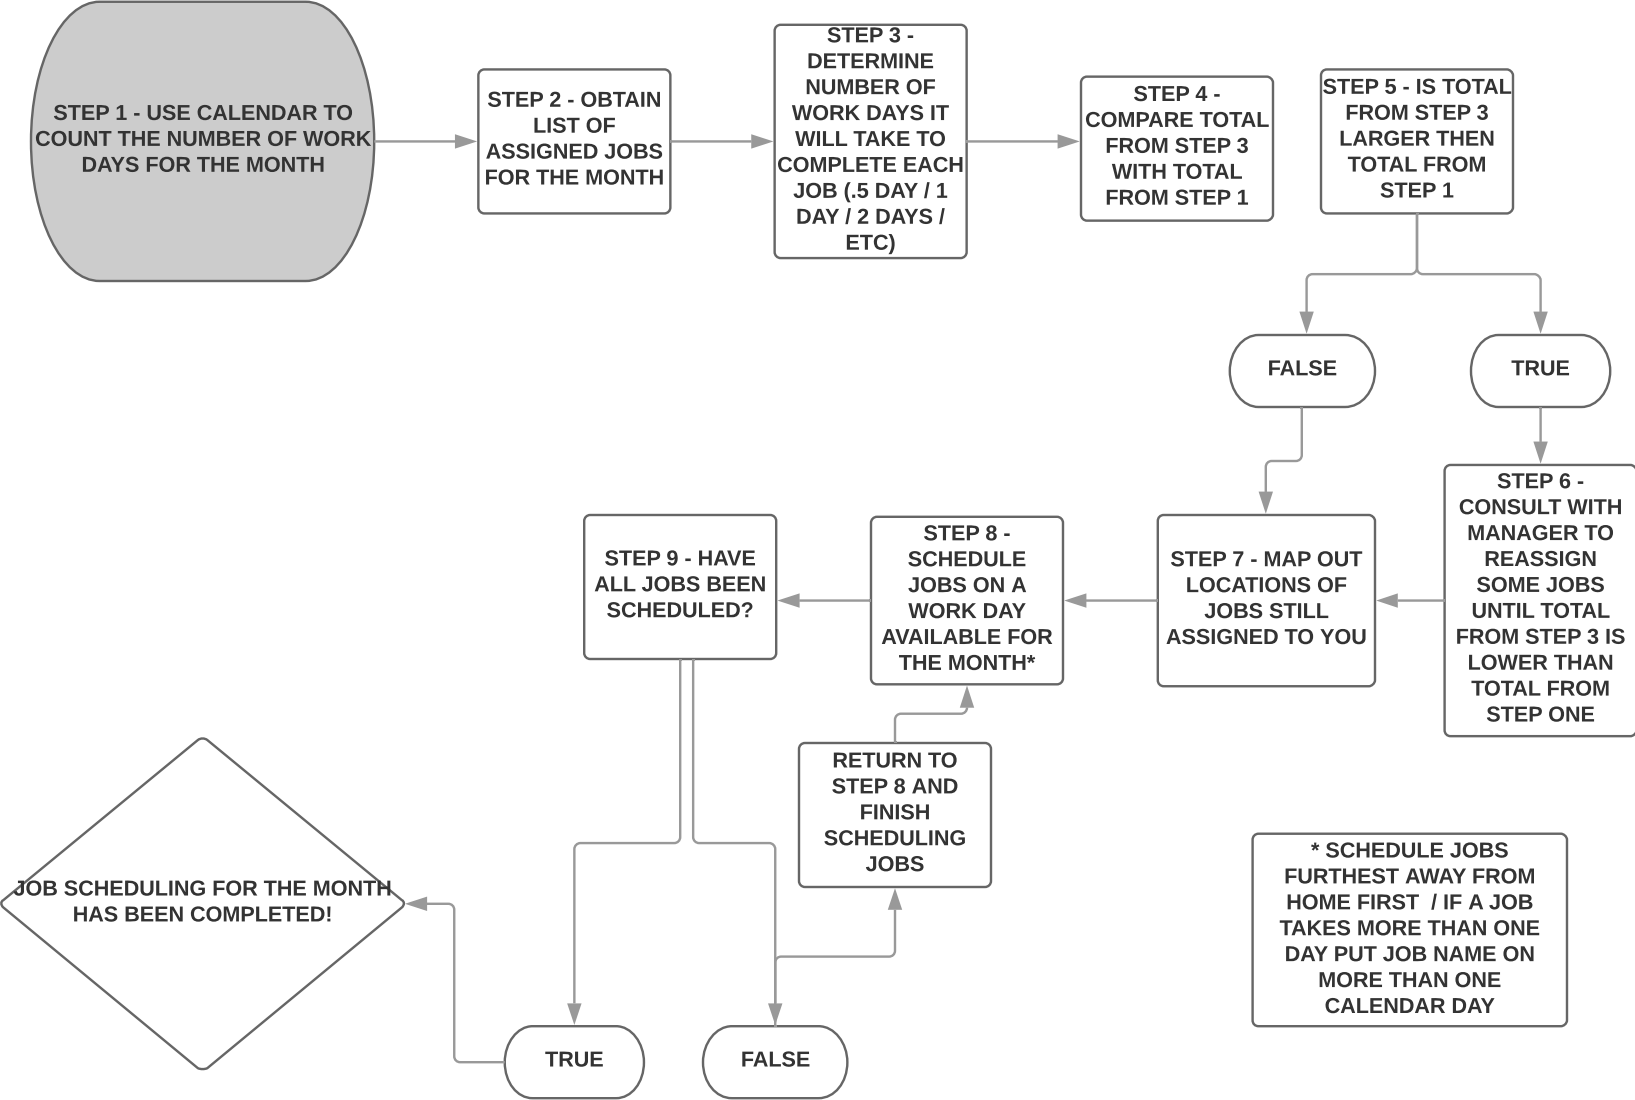 STEP 1 - USE CALENDAR TO
COUNT THE NUMBER OF WORK
DAYS FOR THE MONTH
STEP 2 - OBTAIN
LIST OF
ASSIGNED JOBS
FOR THE MONTH
STEP 3 -
DETERMINE
NUMBER OF
WORK DAYS IT
WILL TAKE TO
COMPLETE EACH
JOB (.5 DAY / 1
DAY / 2 DAYS /
ETC)
STEP 4 -
COMPARE TOTAL
FROM STEP 3
WITH TOTAL
FROM STEP 1
STEP 5 - IS TOTAL
FROM STEP 3
LARGER THEN
TOTAL FROM
STEP 1
FALSE
TRUE
STEP 6 -
CONSULT WITH
MANAGER TO
REASSIGN
SOME JOBS
UNTIL TOTAL
FROM STEP 3 IS
LOWER THAN
TOTAL FROM
STEP ONE
STEP 7 - MAP OUT
LOCATIONS OF
JOBS STILL
ASSIGNED TO YOU
STEP 8 -
SCHEDULE
JOBS ON A
WORK DAY
AVAILABLE FOR
THE MONTH*
STEP 9 - HAVE
ALL JOBS BEEN
SCHEDULED?
RETURN TO
STEP 8 AND
FINISH
SCHEDULING
JOBS
JOB SCHEDULING FOR THE MONTH
HAS BEEN COMPLETED!
TRUE
FALSE
* SCHEDULE JOBS
FURTHEST AWAY FROM
HOME FIRST  / IF A JOB
TAKES MORE THAN ONE
DAY PUT JOB NAME ON
MORE THAN ONE
CALENDAR DAY